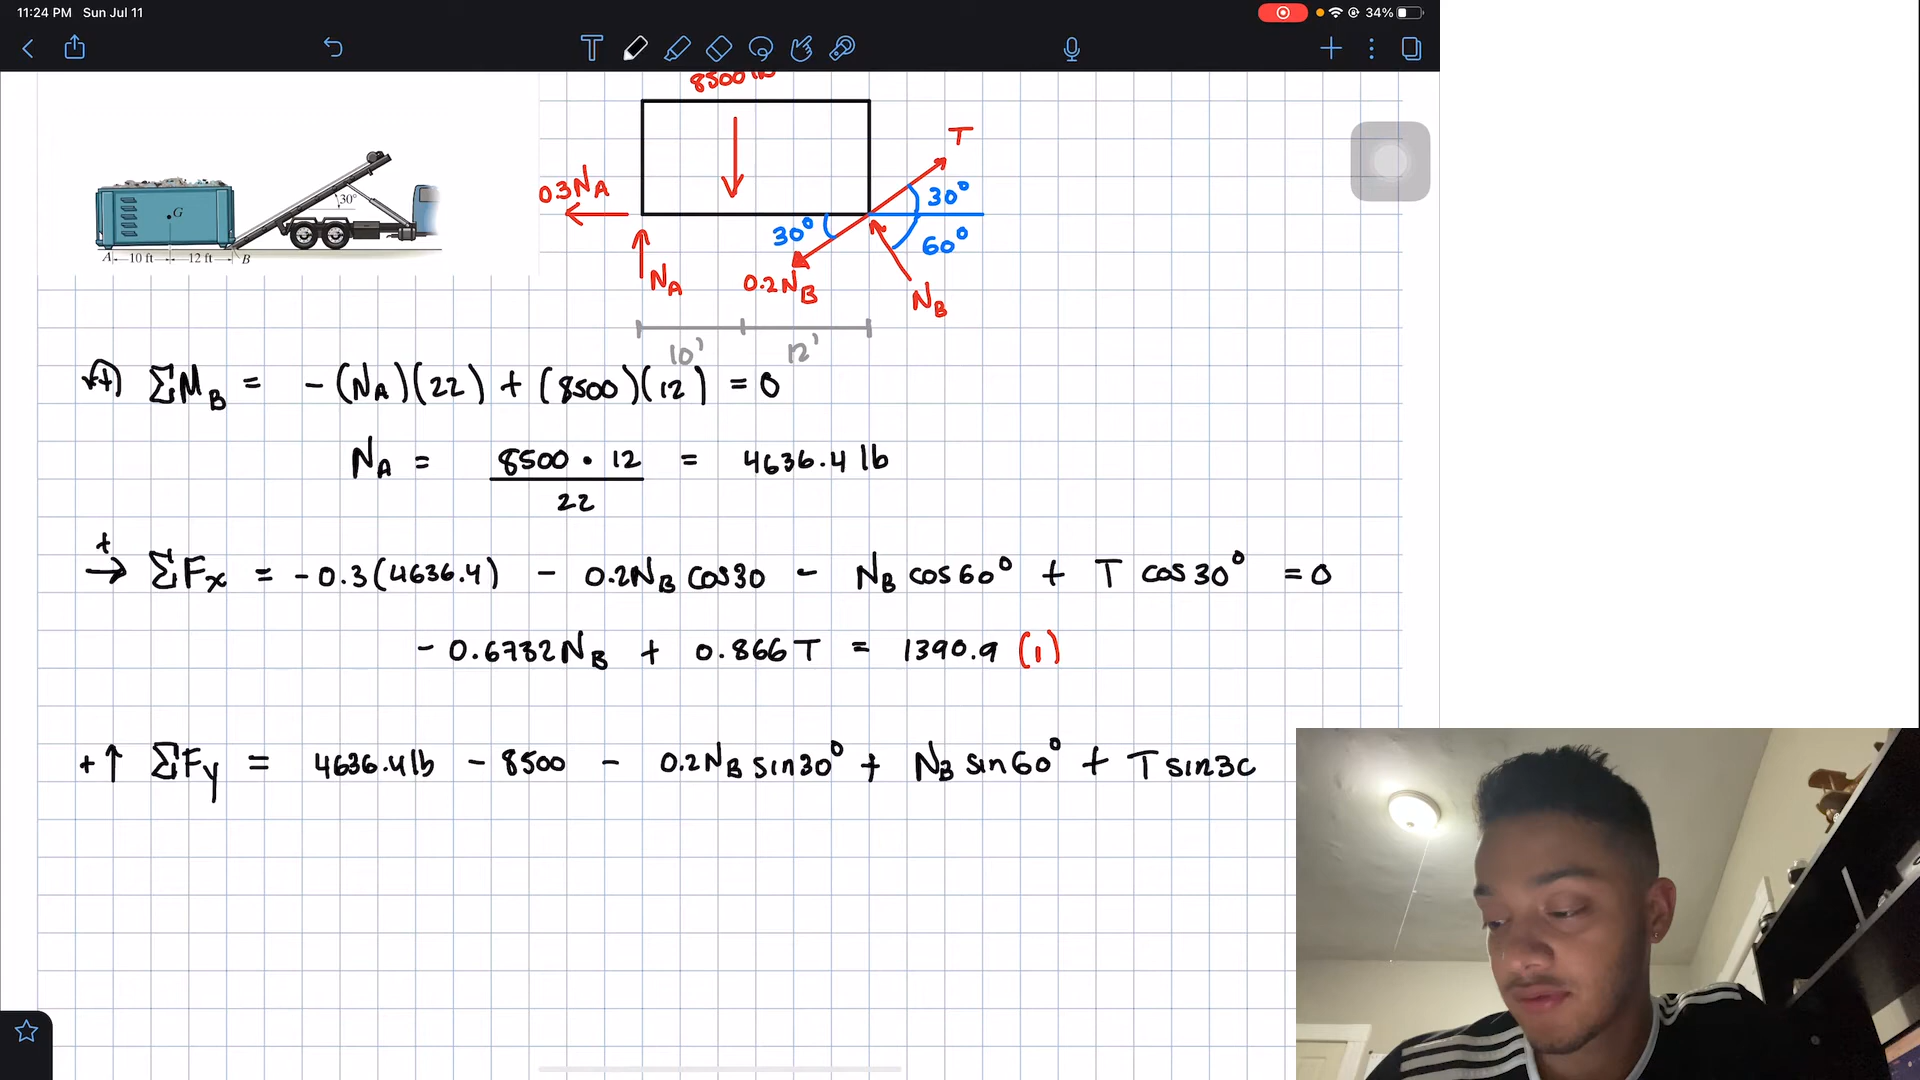 11:24 PM Sun Jul 11
34%
8500 lb
T
0.3NA
30°
30°
60°
NA
0.2NB
NB
10'
12'
G
30°
A 10 ft 12 ft B
+) ΣMB = -(NA)(22) + (8500)(12) = 0
NA = 8500 · 12 / 22 = 4636.4 lb
+→ ΣFx = -0.3(4636.4) - 0.2NB cos30 - NB cos60° + T cos30° = 0
-0.6732NB + 0.866T = 1390.9 (1)
+↑ ΣFy = 4636.4lb - 8500 - 0.2NB sin30° + NB sin60° + T sin30